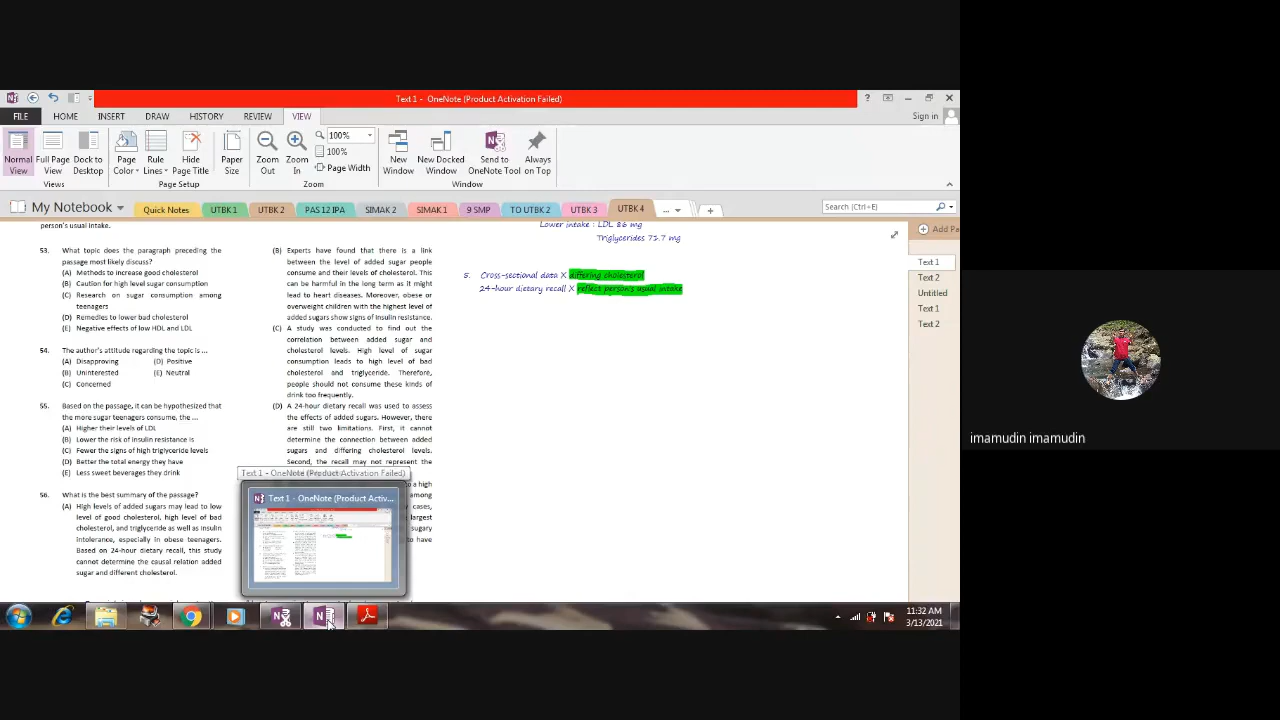 Text 1 - OneNote (Product Activation Failed)
?
FILE
HOME
INSERT
DRAW
HISTORY
REVIEW
VIEW
Sign in
Normal View
Full Page View
Dock to Desktop
Views
Page Color
Rule Lines
Hide Page Title
Paper Size
Page Setup
Zoom Out
Zoom In
100%
100%
Page Width
Zoom
New Window
New Docked Window
Send to OneNote Tool
Always on Top
Window
My Notebook
Quick Notes
UTBK 1
UTBK 2
PAS 12 IPA
SIMAK 2
SIMAK 1
9 SMP
TO UTBK 2
UTBK 3
UTBK 4
...
Search (Ctrl+E)
person's usual intake.
53. What topic does the paragraph preceding the
passage most likely discuss?
(A) Methods to increase good cholesterol
(B) Caution for high level sugar consumption
(C) Research on sugar consumption among
teenagers
(D) Remedies to lower bad cholesterol
(E) Negative effects of low HDL and LDL
54. The author's attitude regarding the topic is ...
(A) Disapproving (D) Positive
(B) Uninterested (E) Neutral
(C) Concerned
55. Based on the passage, it can be hypothesized that
the more sugar teenagers consume, the ...
(A) Higher their levels of LDL
(B) Lower the risk of insulin resistance is
(C) Fewer the signs of high triglyceride levels
(D) Better the total energy they have
(E) Less sweet beverages they drink
56. What is the best summary of the passage?
(A) High levels of added sugars may lead to low
level of good cholesterol, high level of bad
cholesterol, and triglyceride as well as insulin
intolerance, especially in obese teenagers.
Based on 24-hour dietary recall, this study
cannot determine the causal relation added
sugar and different cholesterol.
(B) Experts have found that there is a link
between the level of added sugar people
consume and their levels of cholesterol. This
can be harmful in the long term as it might
lead to heart diseases. Moreover, obese or
overweight children with the highest level of
added sugars show signs of insulin resistance.
(C) A study was conducted to find out the
correlation between added sugar and
cholesterol levels. High level of sugar
consumption leads to high level of bad
cholesterol and triglyceride. Therefore,
people should not consume these kinds of
drink too frequently.
(D) A 24-hour dietary recall was used to assess
the effects of added sugars. However, there
are still two limitations. First, it cannot
determine the connection between added
sugars and differing cholesterol levels.
Second, the recall may not represent the
to a high
among
cases,
largest
sugary
to have
Lower intake : LDL 86 mg
Triglycerides 71.7 mg
5. Cross-sectional data X differing cholesterol
24-hour dietary recall X reflect person's usual intake
Add Pa
Text 1
Text 2
Untitled
Text 1
Text 2
Text 1 - OneNote (Product Activation Failed)
Text 1 - OneNote (Product Activ...
11:32 AM
3/13/2021
imamudin imamudin